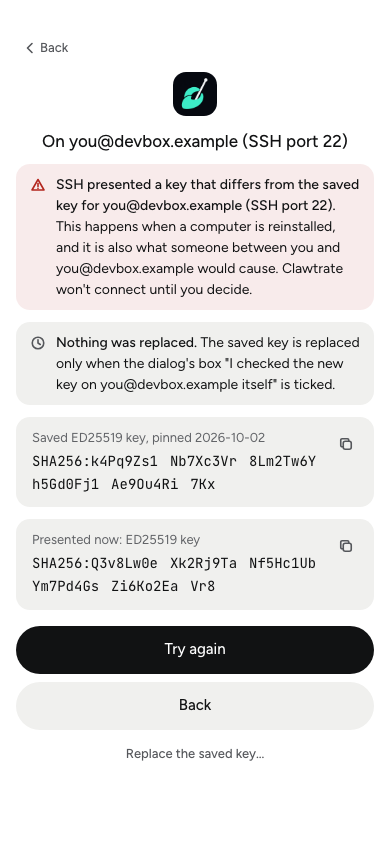 Back
On you@devbox.example (SSH port 22)
SSH presented a key that differs from the saved
key for you@devbox.example (SSH port 22).
This happens when a computer is reinstalled,
and it is also what someone between you and
you@devbox.example would cause. Clawtrate
won't connect until you decide.
Nothing was replaced. The saved key is replaced
only when the dialog's box "I checked the new
key on you@devbox.example itself" is ticked.
Saved ED25519 key, pinned 2026-10-02
SHA256:k4Pq9Zs1 Nb7Xc3Vr 8Lm2Tw6Y
h5Gd0Fj1 Ae9Ou4Ri 7Kx
Presented now: ED25519 key
SHA256:Q3v8Lw0e Xk2Rj9Ta Nf5Hc1Ub
Ym7Pd4Gs Zi6Ko2Ea Vr8
Try again
Back
Replace the saved key...